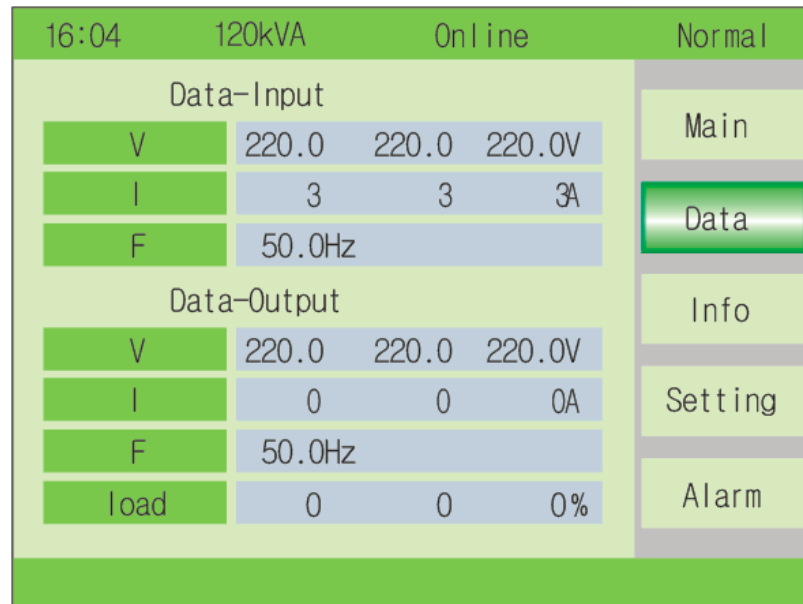 16:04 120kVA Online Normal
Data-Input
V 220.0 220.0 220.0V
I 3 3 3A
F 50.0Hz
Data-Output
V 220.0 220.0 220.0V
I 0 0 0A
F 50.0Hz
load 0 0 0%
Main
Data
Info
Setting
Alarm